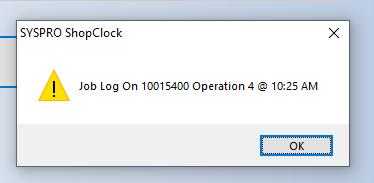 SYSPRO ShopClock
Job Log On 10015400 Operation 4 @ 10:25 AM
OK